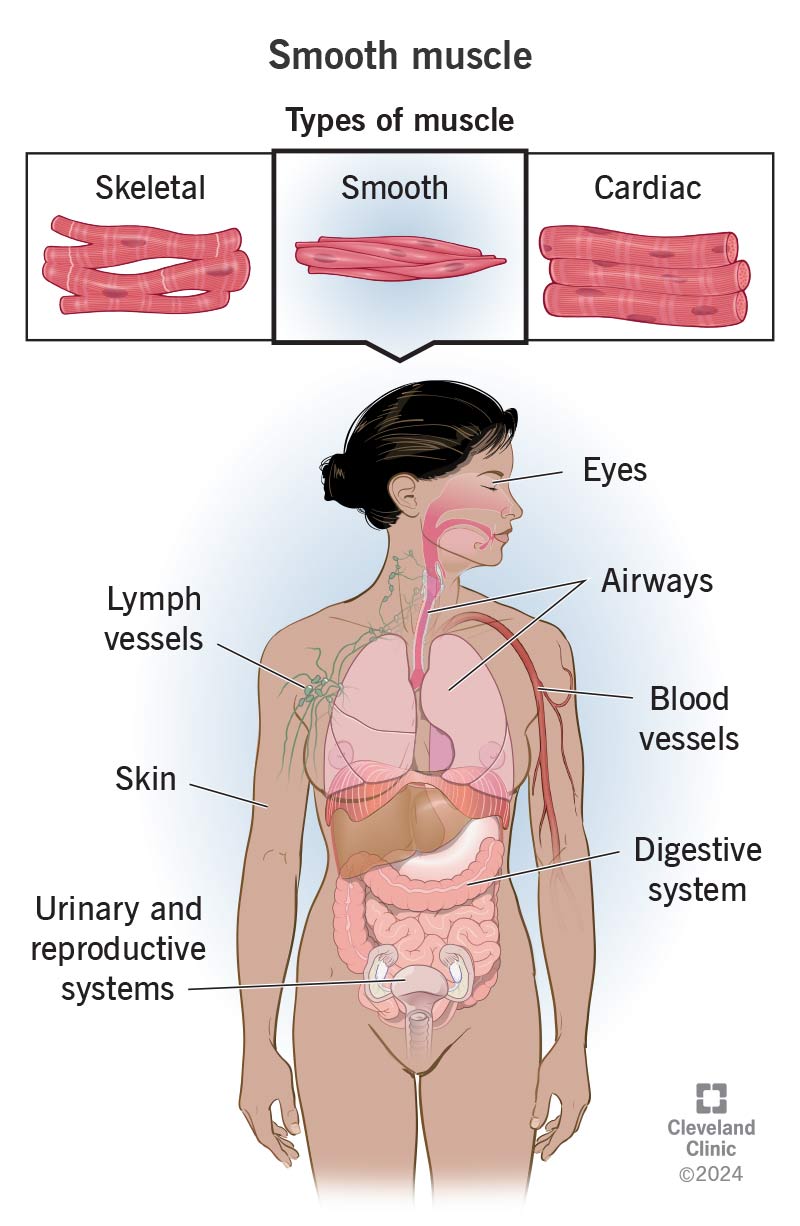 Smooth muscle
Types of muscle
Skeletal
Smooth
Cardiac
Eyes
Airways
Lymph
vessels
Blood
vessels
Skin
Digestive
system
Urinary and
reproductive
systems
Cleveland
Clinic
©2024